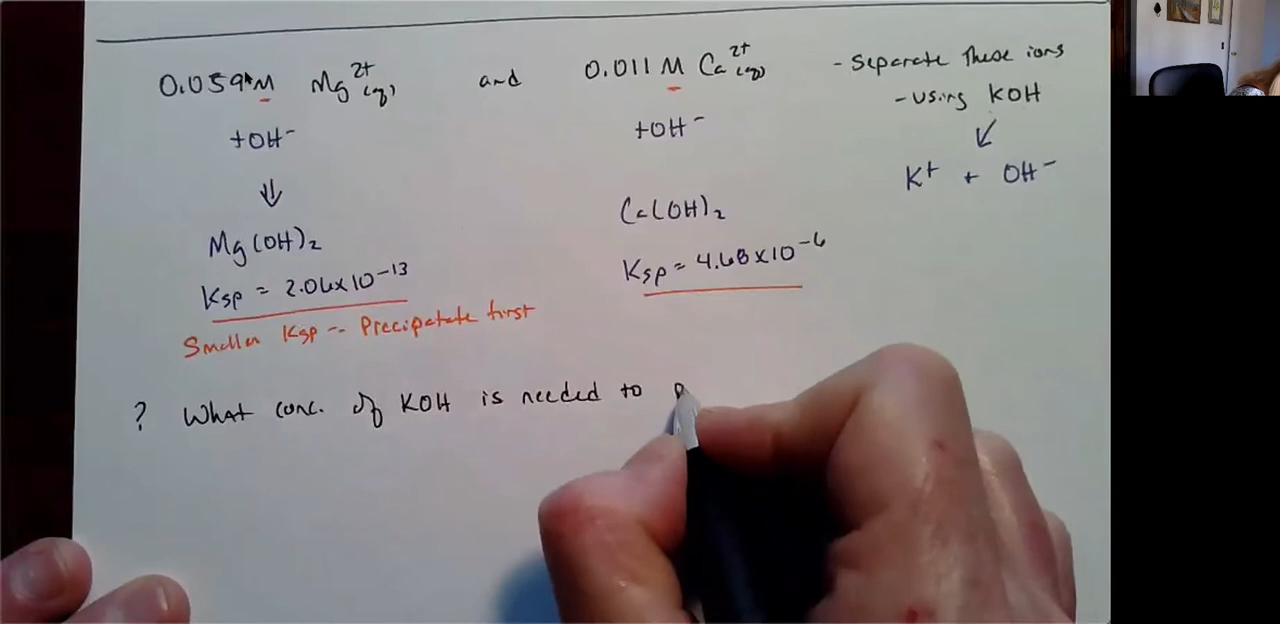 0.059 M Mg²⁺(aq) and 0.011 M Ca²⁺(aq) - Separate These ions
- Using KOH
+OH⁻ +OH⁻
↙
⇓ K⁺ + OH⁻
Mg(OH)₂ Ca(OH)₂
Ksp = 2.06x10⁻¹³ Ksp = 4.68x10⁻⁶
Smaller Ksp -- Precipatate first
? What conc. of KOH is needed to P